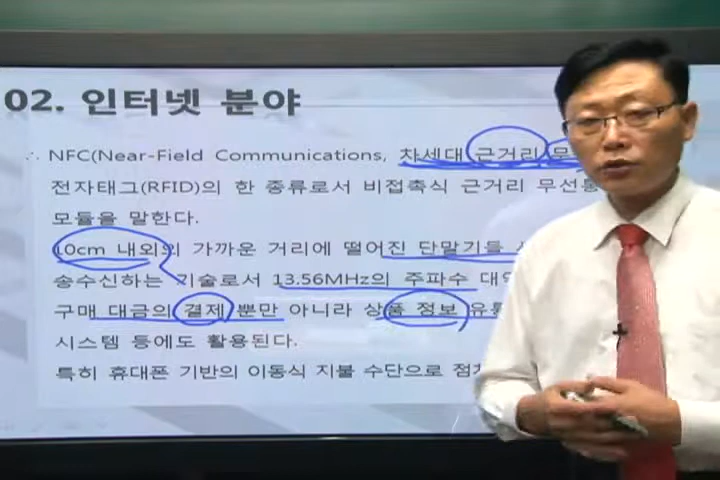 02. 인터넷 분야
∴ NFC(Near-Field Communications, 차세대 근거리 무
전자태그(RFID)의 한 종류로서 비접촉식 근거리 무선통
모듈을 말한다.
10cm 내외의 가까운 거리에 떨어진 단말기들
송수신하는 기술로서 13.56MHz의 주파수 대역
구매 대금의 결제 뿐만 아니라 상품 정보 유통
시스템 등에도 활용된다.
특히 휴대폰 기반의 이동식 지불 수단으로 점